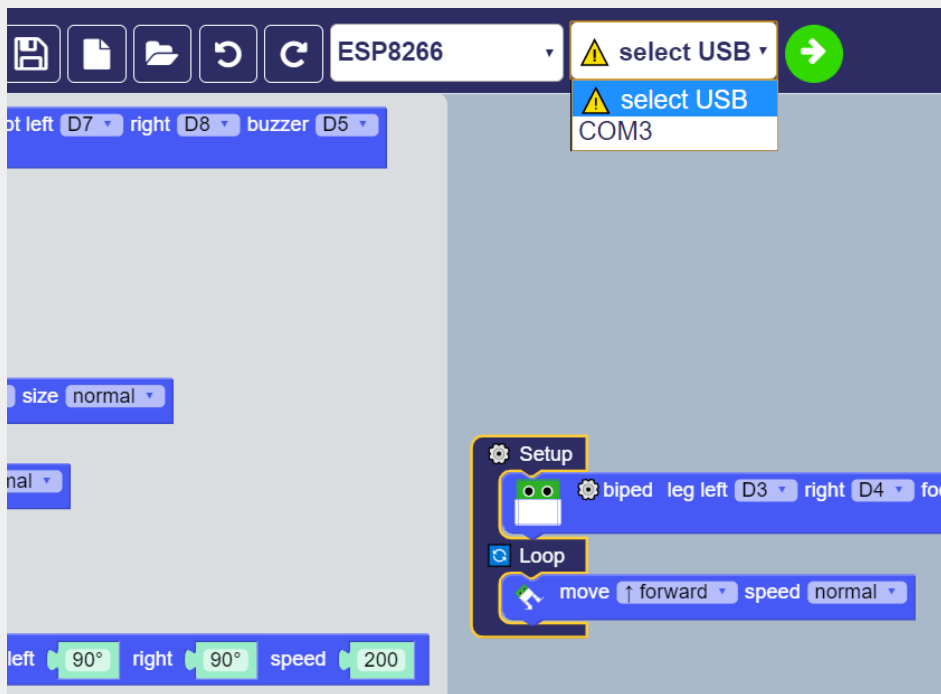 ESP8266
select USB
select USB
COM3
left D7 right D8 buzzer D5
size normal
Setup
biped leg left D3 right D4
Loop
move ↑ forward speed normal
left 90° right 90° speed 200